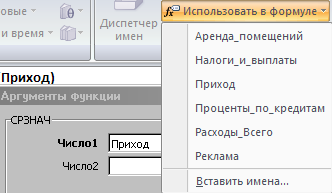 овые
и время
Диспетчер
имен
Использовать в формуле
Аренда_помещений
Налоги_и_выплаты
Приход
Проценты_по_кредитам
Расходы_Всего
Реклама
Вставить имена...
Приход)
Аргументы функции
СРЗНАЧ
Число1 Приход
Число2